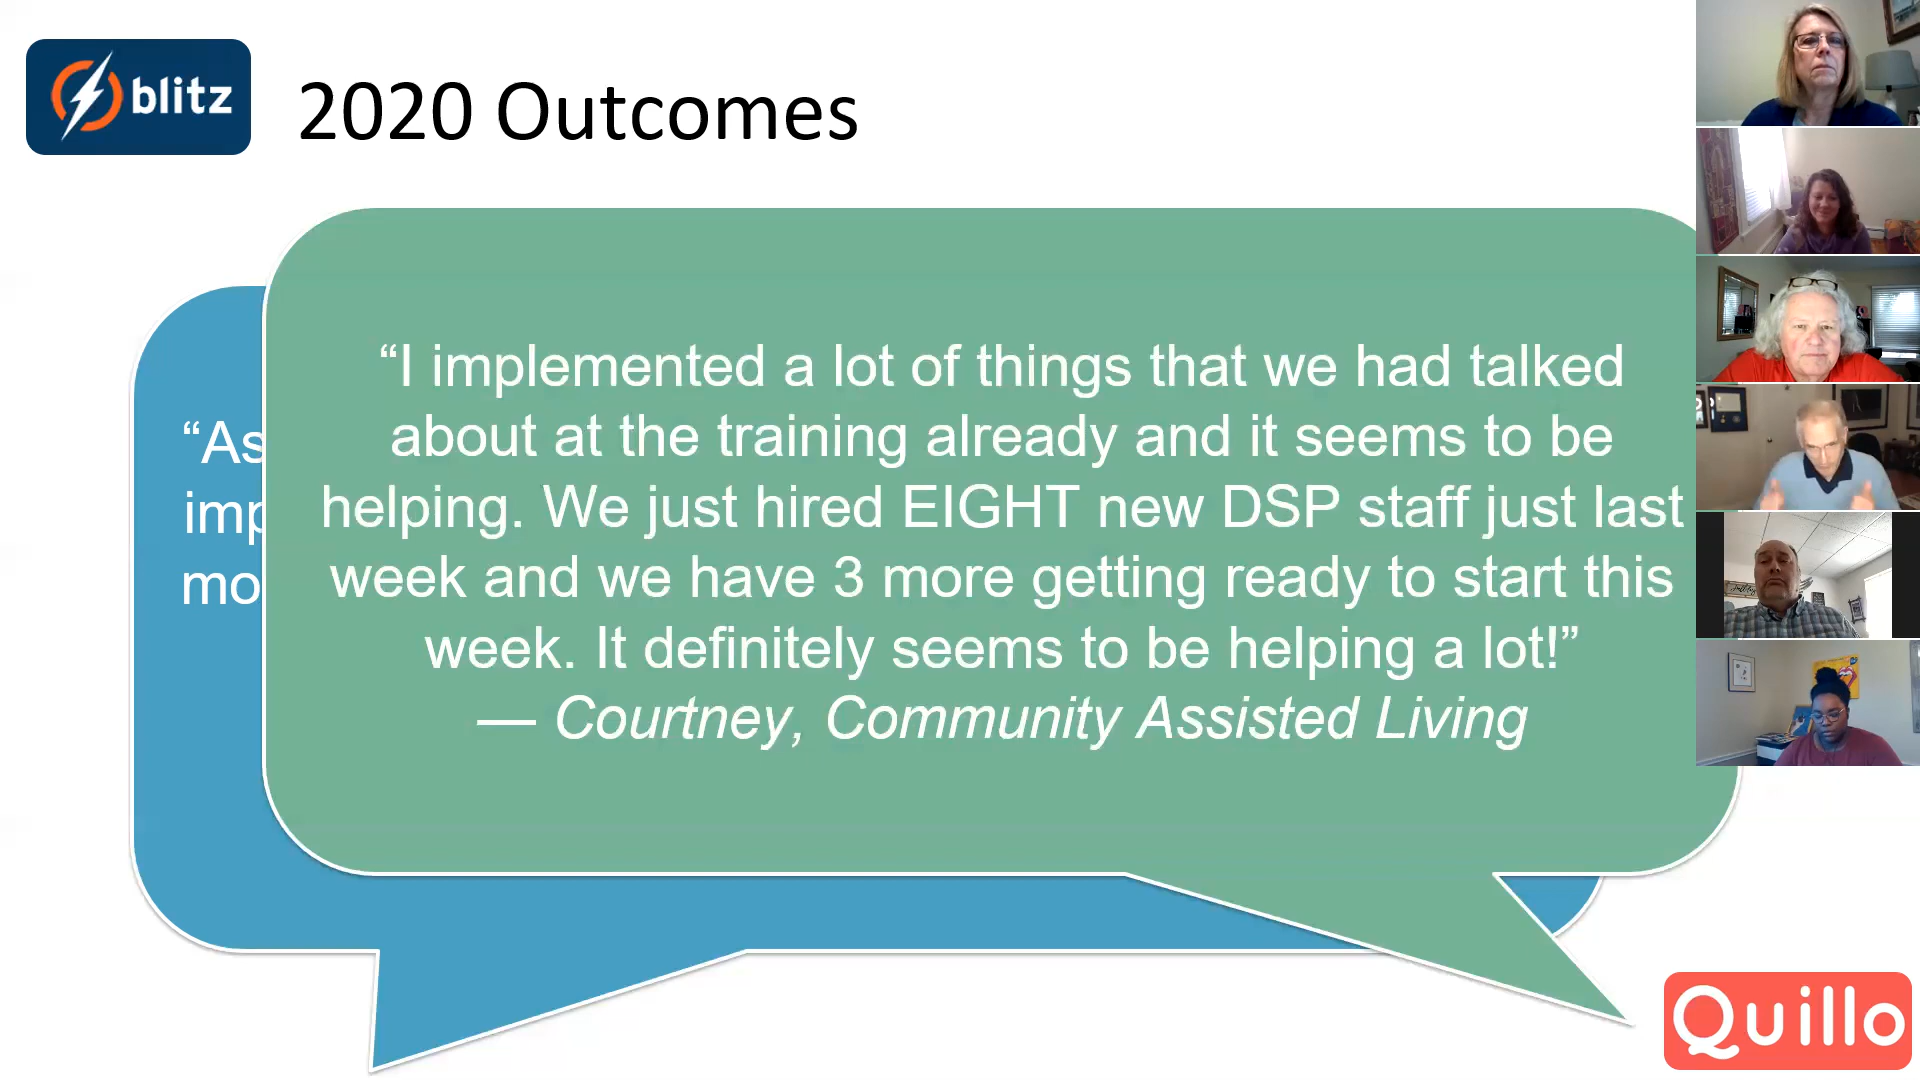 blitz
2020 Outcomes
“As
imp
mo
“I implemented a lot of things that we had talked
about at the training already and it seems to be
helping. We just hired EIGHT new DSP staff just last
week and we have 3 more getting ready to start this
week. It definitely seems to be helping a lot!”
— Courtney, Community Assisted Living
Quillo